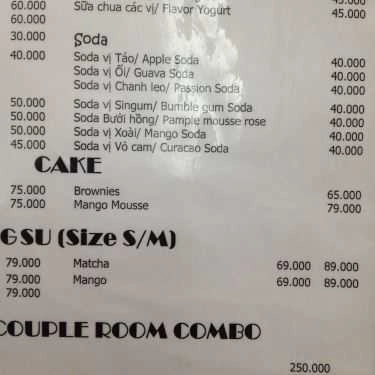 60.000 Sữa chua các vị/ Flavor Yogurt 45.000
60.000
30.000 Soda
40.000 Soda vị Táo/ Apple Soda 40.000
Soda vị Ổi/ Guava Soda 40.000
Soda vị Chanh leo/ Passion Soda 40.000
50.000 Soda vị Singum/ Bumble gum Soda 40.000
50.000 Soda Bưởi hồng/ Pample mousse rose 40.000
50.000 Soda vị Xoài/ Mango Soda 40.000
45.000 Soda vị Vỏ cam/ Curacao Soda 40.000
CAKE
75.000 Brownies 65.000
75.000 Mango Mousse 79.000
G SU (Size S/M)
79.000 Matcha 69.000 89.000
79.000 Mango 69.000 89.000
79.000
COUPLE ROOM COMBO
250.000